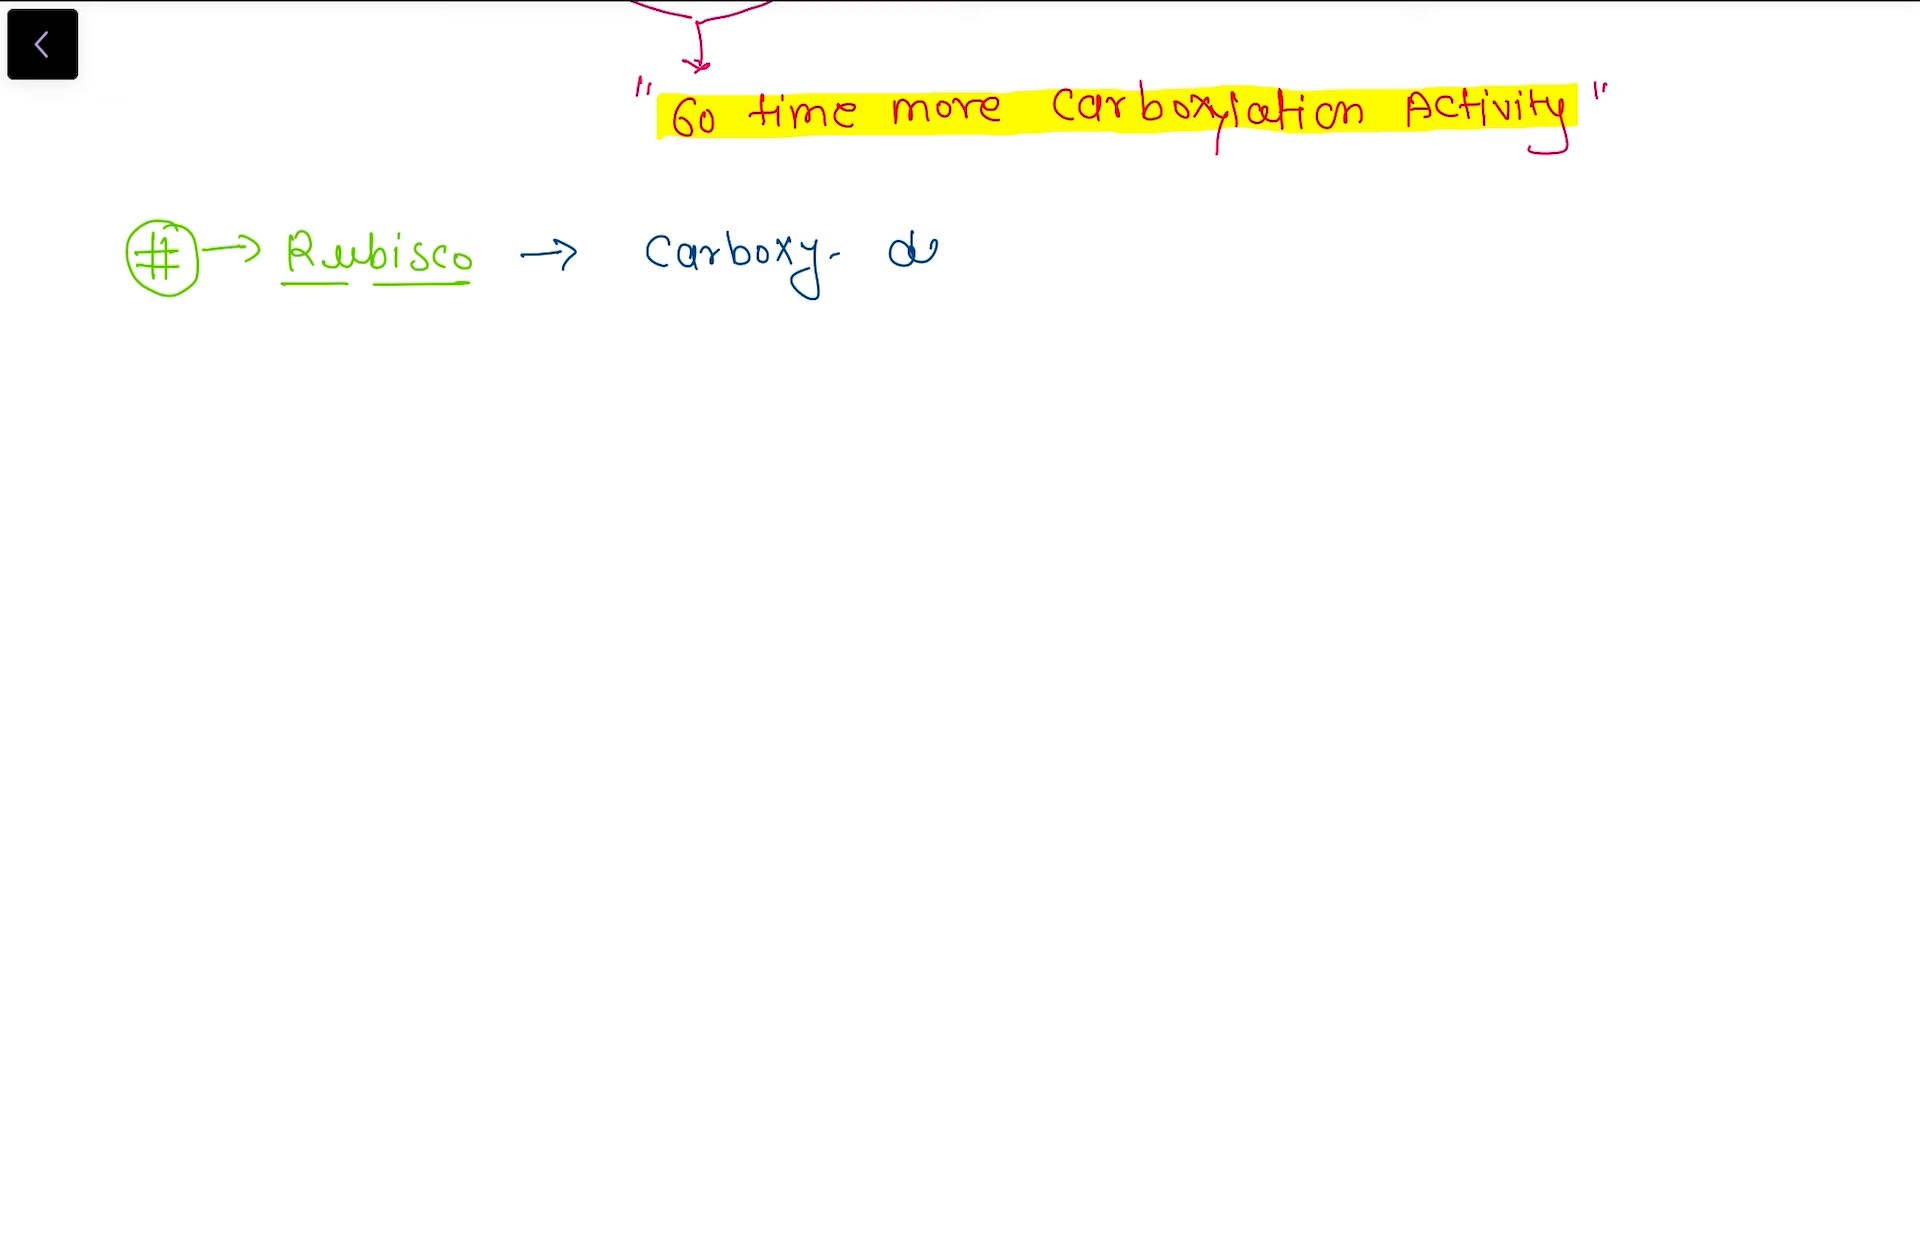 "60 time more Carboxylation Activity"
# → Rubisco → Carboxy.